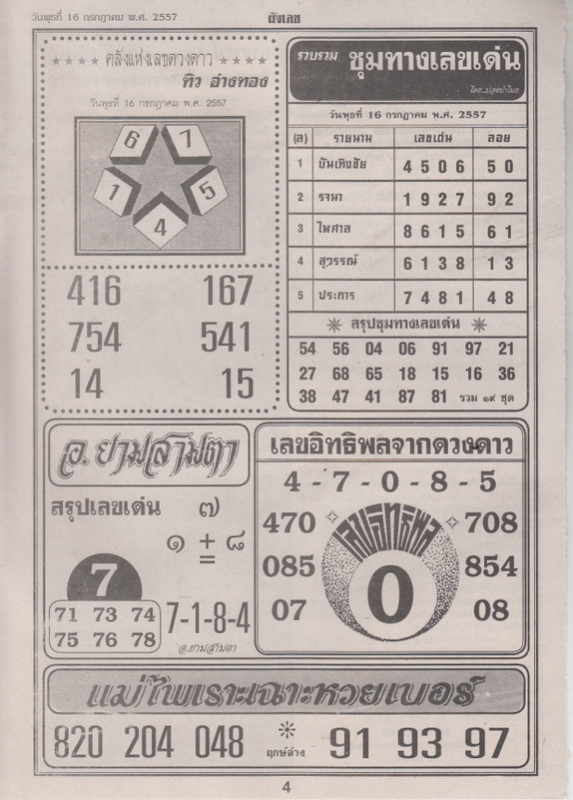 วันพุธที่ 16 กรกฎาคม พ.ศ. 2557
ผังเลข
★★★★ คลังแห่งเลขดวงดาว ★★★★
ทิว อ่างทอง
วันพุธที่ 16 กรกฎาคม พ.ศ. 2557
6 7
1 5
4
416 167
754 541
14 15
รวบรวม ชุมทางเลขเด่น
วันพุธที่ 16 กรกฎาคม พ.ศ. 2557
(ล) รายนาม เลขเด่น ลอย
1 บันเทิงชัย 4 5 0 6 5 0
2 รจนา 1 9 2 7 9 2
3 ไพศาล 8 6 1 5 6 1
4 สุวรรณ์ 6 1 3 8 1 3
5 ประการ 7 4 8 1 4 8
สรุปชุมทางเลขเด่น
54 56 04 06 91 97 21
27 68 65 18 15 16 36
38 47 41 87 81 รวม ๑๙ ชุด
อ.ยามสามตา
สรุปเลขเด่น ๗
๑ ± ๘
7
71 73 74
75 76 78
7-1-8-4
อ.ยามสามตา
เลขอิทธิพลจากดวงดาว
4 - 7 - 0 - 8 - 5
470 เลขอิทธิพล 708
085 0 854
07 08
แม่ไพเราะเฉาะหวยเบอร์
820 204 048 ฤกษ์ล่าง 91 93 97
4